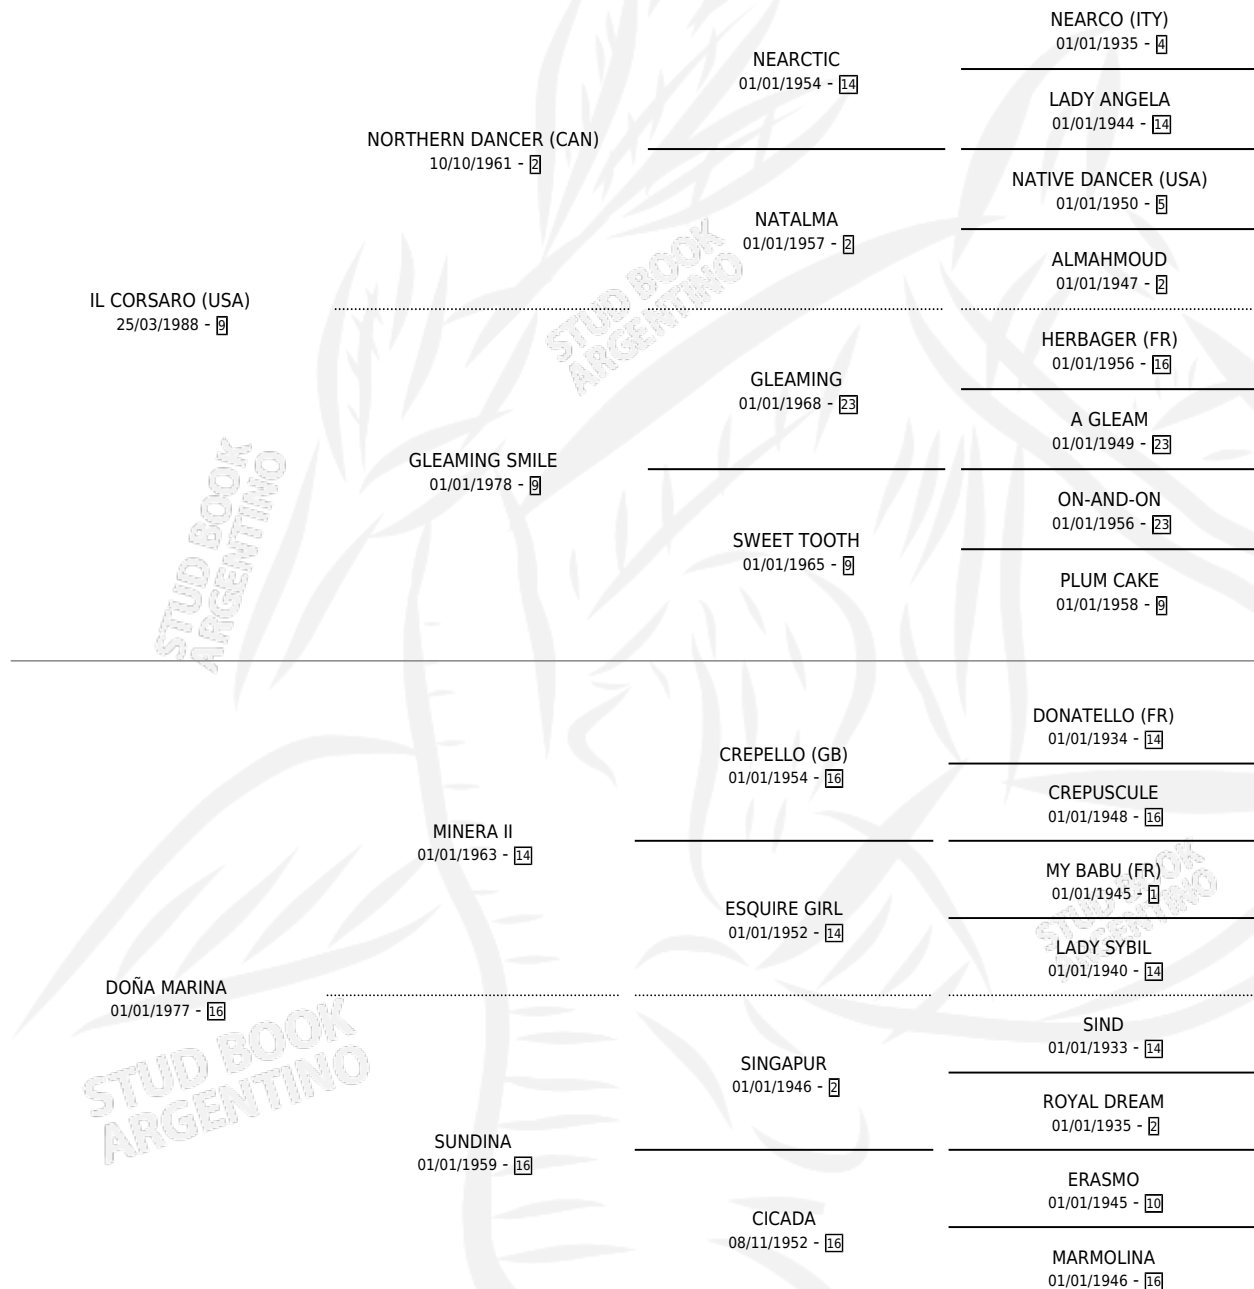 IL CORSARO (USA)
25/03/1988 - 9
NORTHERN DANCER (CAN)
10/10/1961 - 2
NEARCTIC
01/01/1954 - 14
NEARCO (ITY)
01/01/1935 - 4
LADY ANGELA
01/01/1944 - 14
NATALMA
01/01/1957 - 2
NATIVE DANCER (USA)
01/01/1950 - 5
ALMAHMOUD
01/01/1947 - 2
GLEAMING SMILE
01/01/1978 - 9
GLEAMING
01/01/1968 - 23
HERBAGER (FR)
01/01/1956 - 16
A GLEAM
01/01/1949 - 23
SWEET TOOTH
01/01/1965 - 9
ON-AND-ON
01/01/1956 - 23
PLUM CAKE
01/01/1958 - 9
DOÑA MARINA
01/01/1977 - 16
MINERA II
01/01/1963 - 14
CREPELLO (GB)
01/01/1954 - 16
DONATELLO (FR)
01/01/1934 - 14
CREPUSCULE
01/01/1948 - 16
ESQUIRE GIRL
01/01/1952 - 14
MY BABU (FR)
01/01/1945 - 1
LADY SYBIL
01/01/1940 - 14
SUNDINA
01/01/1959 - 16
SINGAPUR
01/01/1946 - 2
SIND
01/01/1933 - 14
ROYAL DREAM
01/01/1935 - 2
CICADA
08/11/1952 - 16
ERASMO
01/01/1945 - 10
MARMOLINA
01/01/1946 - 16
STUD BOOK
ARGENTINO
STUD BOOK
ARGENTINO
STUD BOOK
ARGENTINO
STUD BOOK
ARGENTINO